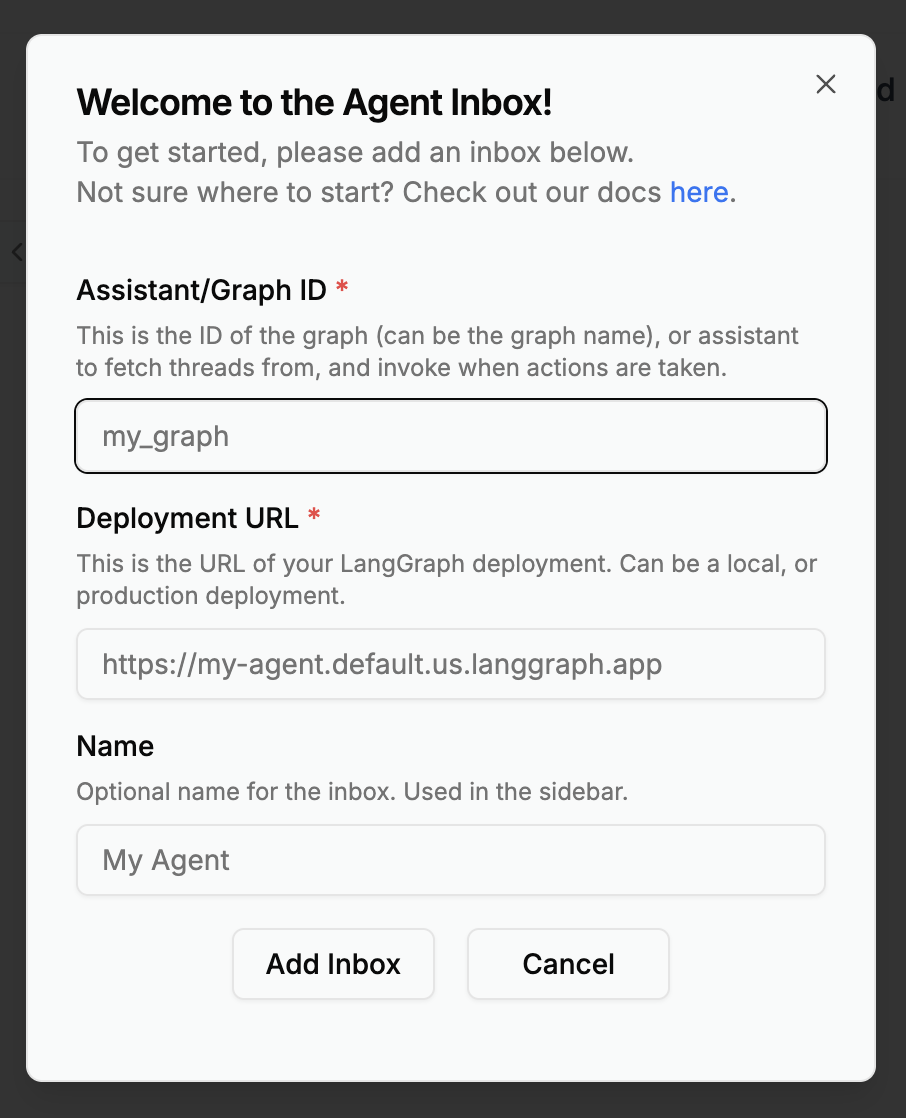 Welcome to the Agent Inbox!
To get started, please add an inbox below.
Not sure where to start? Check out our docs here.
Assistant/Graph ID *
This is the ID of the graph (can be the graph name), or assistant
to fetch threads from, and invoke when actions are taken.
my_graph
Deployment URL *
This is the URL of your LangGraph deployment. Can be a local, or
production deployment.
https://my-agent.default.us.langgraph.app
Name
Optional name for the inbox. Used in the sidebar.
My Agent
Add Inbox
Cancel